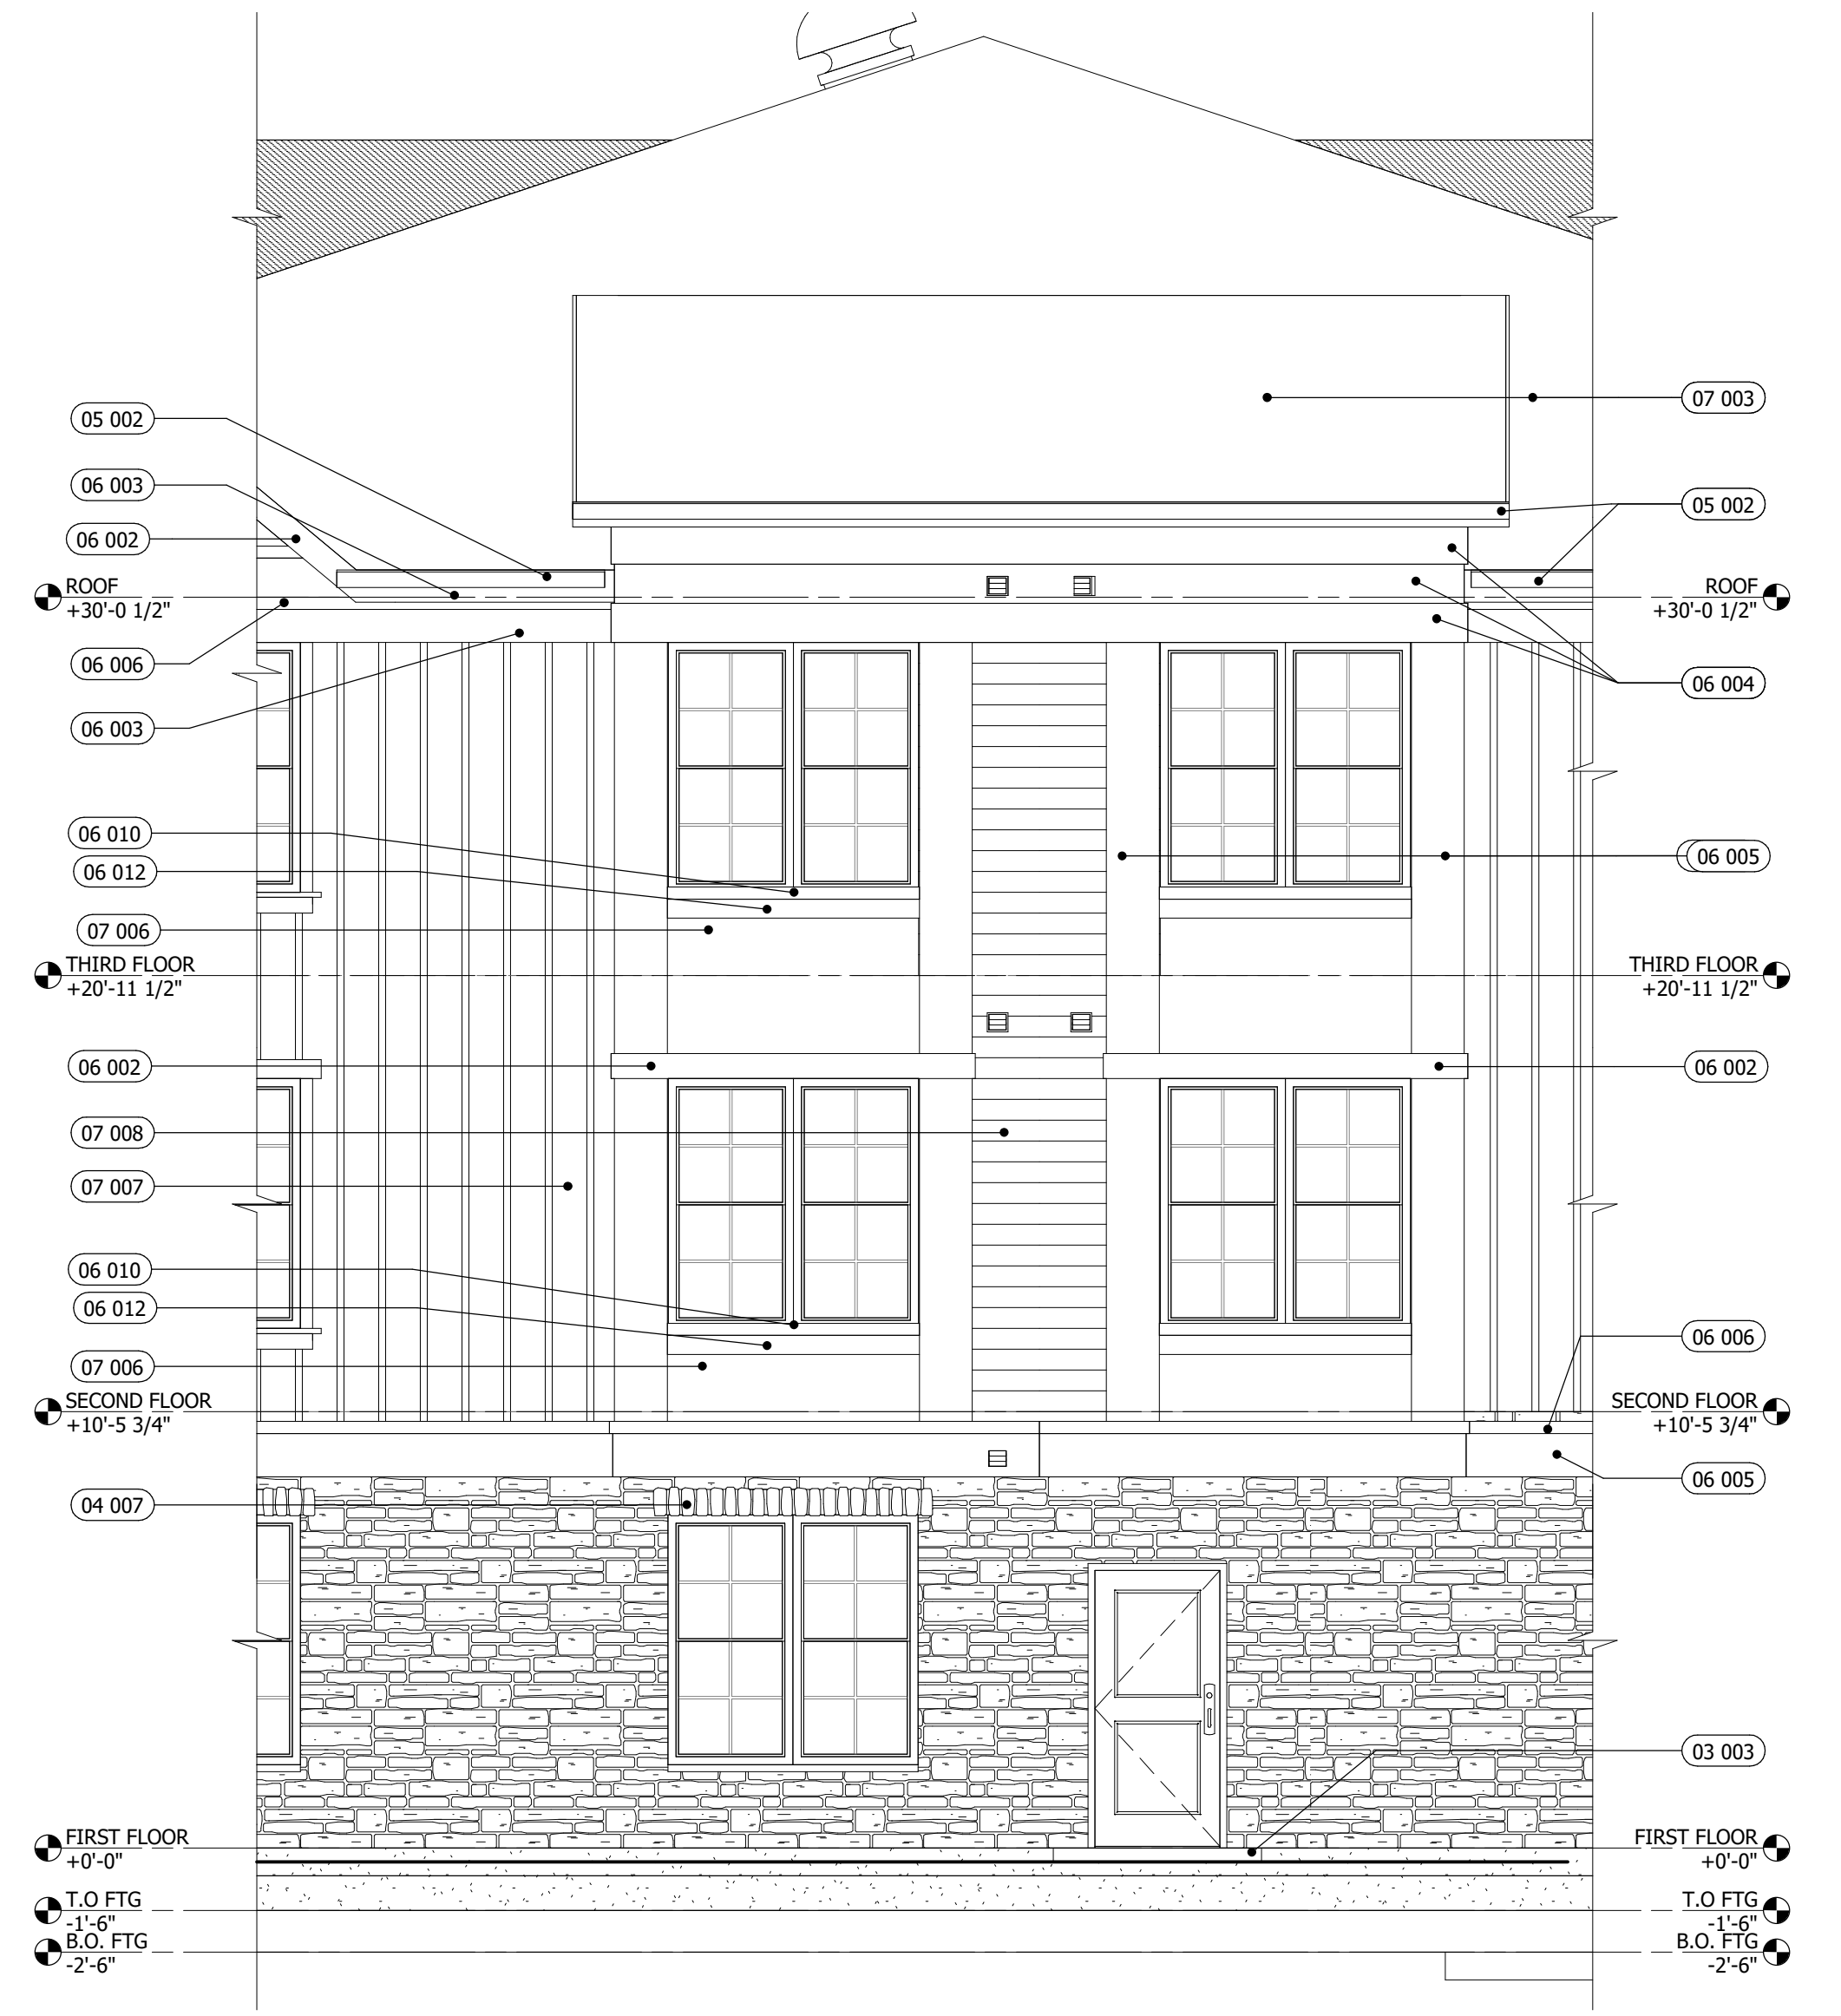 07 003
05 002
06 003
05 002
06 002
ROOF
+30'-0 1/2"
ROOF
+30'-0 1/2"
06 006
06 004
06 003
06 010
06 005
06 012
07 006
THIRD FLOOR
+20'-11 1/2"
THIRD FLOOR
+20'-11 1/2"
06 002
06 002
07 008
07 007
06 010
06 012
06 006
07 006
SECOND FLOOR
+10'-5 3/4"
SECOND FLOOR
+10'-5 3/4"
06 005
04 007
03 003
FIRST FLOOR
+0'-0"
FIRST FLOOR
+0'-0"
T.O FTG
-1'-6"
T.O FTG
-1'-6"
B.O. FTG
-2'-6"
B.O. FTG
-2'-6"